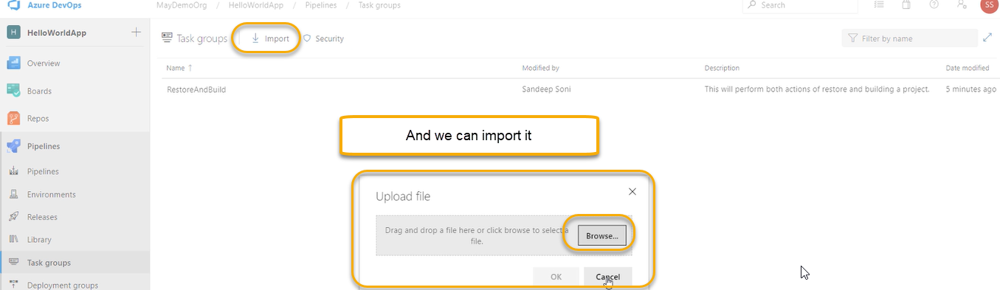 Azure DevOps
MayDemoOrg / HelloWorldApp / Pipelines / Task groups
Search
SS
H HelloWorldApp
Task groups
Import
Security
Filter by name
Overview
Boards
Repos
Pipelines
Pipelines
Environments
Releases
Library
Task groups
Deployment groups
Name ↑ Modified by Description Date modified
RestoreAndBuild Sandeep Soni This will perform both actions of restore and building a project. 5 minutes ago
And we can import it
Upload file
Drag and drop a file here or click browse to select a
file.
Browse...
OK Cancel